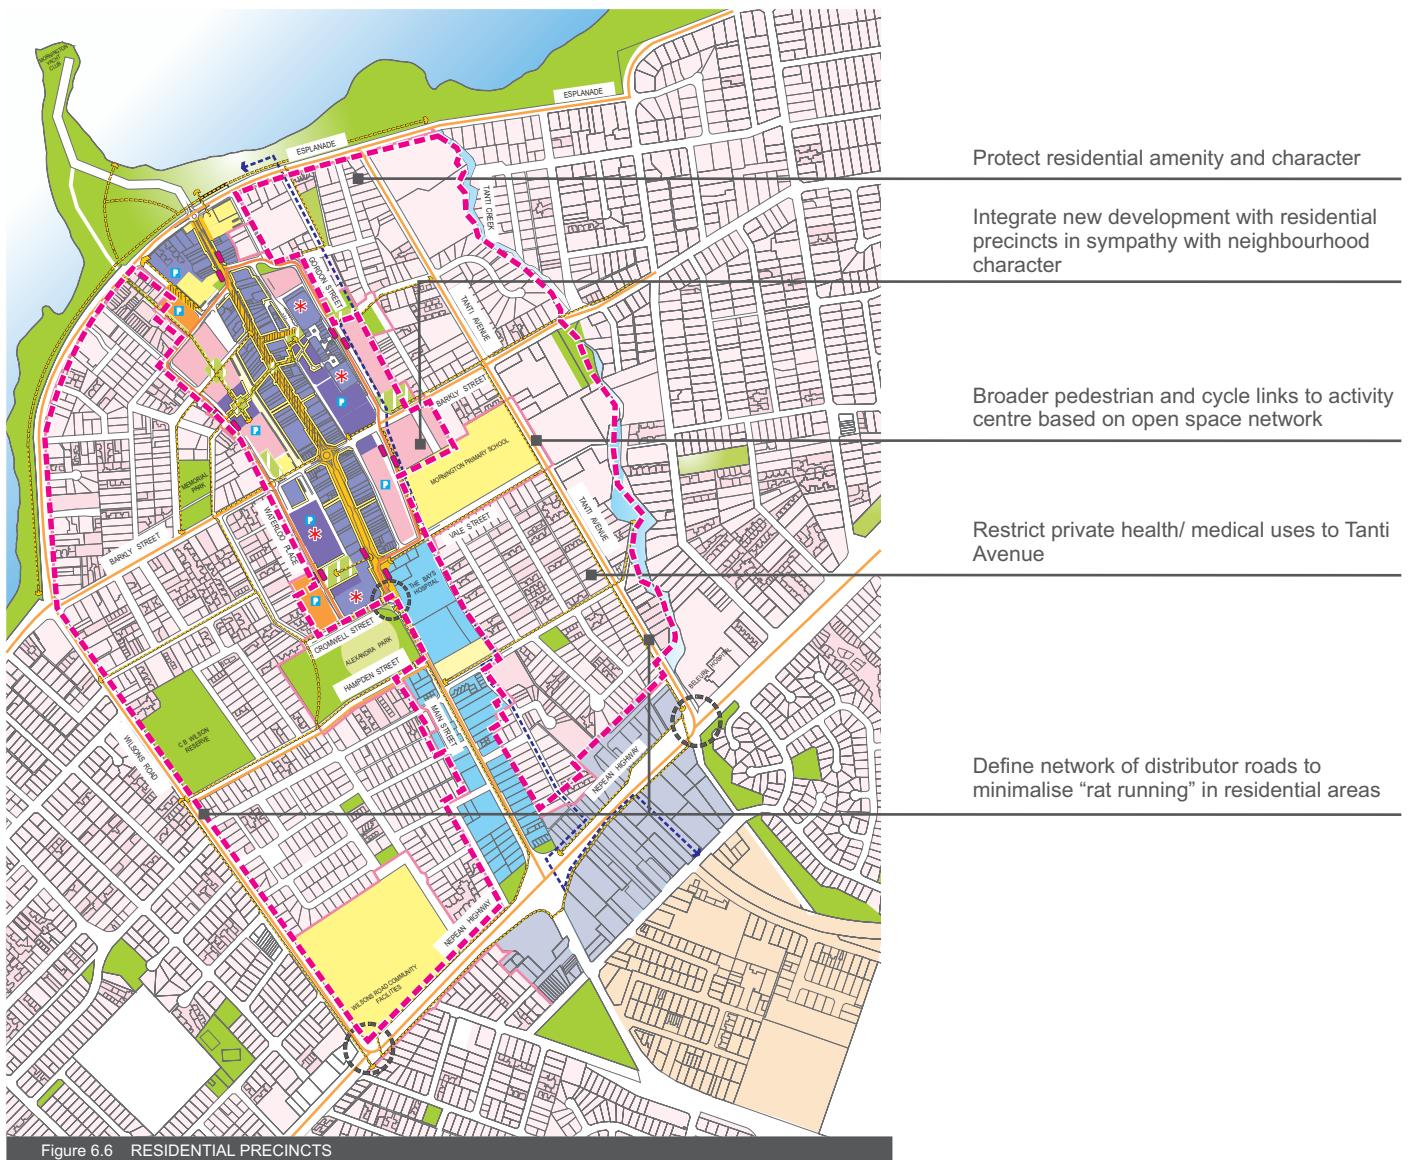 MORNINGTON
YACHT
CLUB
ESPLANADE
ESPLANADE
TANTI CREEK
GORDON STREET
TANTI AVENUE
BARKLY STREET
MORNINGTON PRIMARY SCHOOL
MEMORIAL
PARK
BARKLY STREET
WATERLOO PLACE
VALE STREET
TANTI AVENUE
THE BAYS
HOSPITAL
CROMWELL STREET
ALEXANDRA PARK
HAMPDEN STREET
BELEURA HOSPITAL
MAIN STREET
C.B. WILSON
RESERVE
WILSONS ROAD
NEPEAN HIGHWAY
NEPEAN HIGHWAY
WILSONS ROAD COMMUNITY
FACILITIES
P
P
P
P
P
P
P
Protect residential amenity and character
Integrate new development with residential
precincts in sympathy with neighbourhood
character
Broader pedestrian and cycle links to activity
centre based on open space network
Restrict private health/ medical uses to Tanti
Avenue
Define network of distributor roads to
minimalise “rat running” in residential areas
Figure 6.6 RESIDENTIAL PRECINCTS